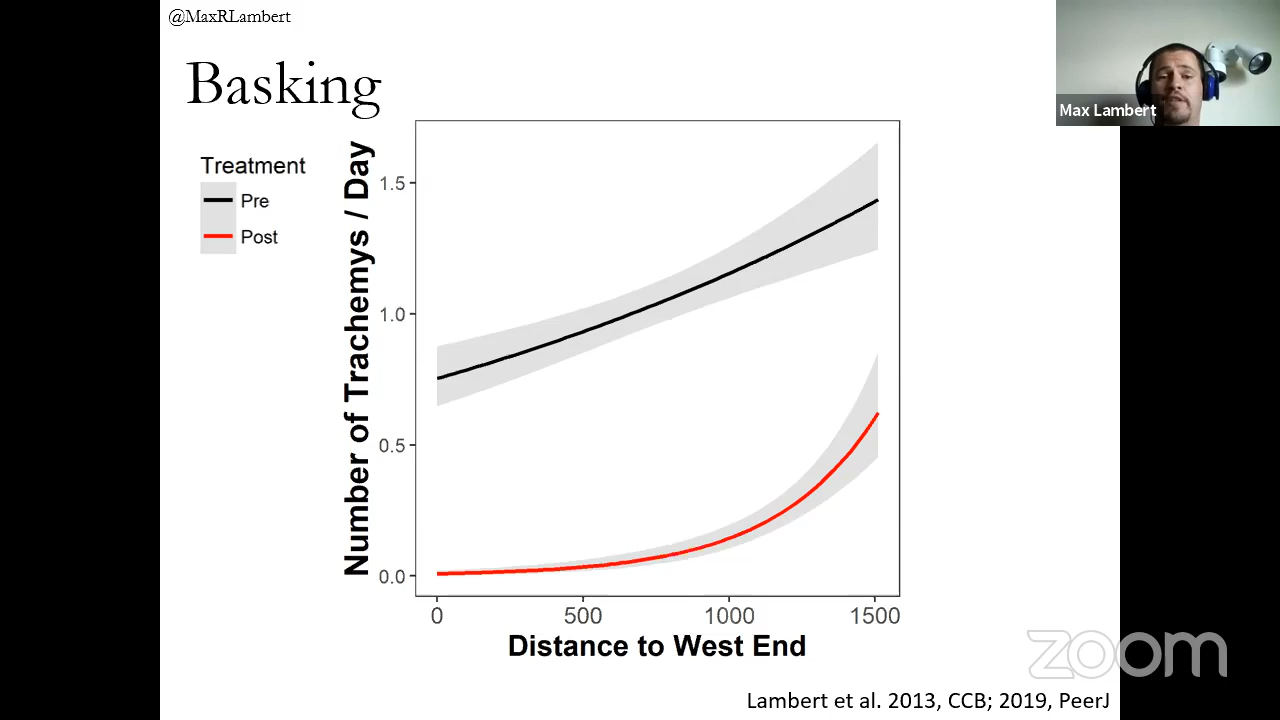 @MaxRLambert
Basking
Max Lambert
Treatment
Pre
Post
Number of Trachemys / Day
1.5
1.0
0.5
0.0
0
500
1000
1500
Distance to West End
zoom
Lambert et al. 2013, CCB; 2019, PeerJ